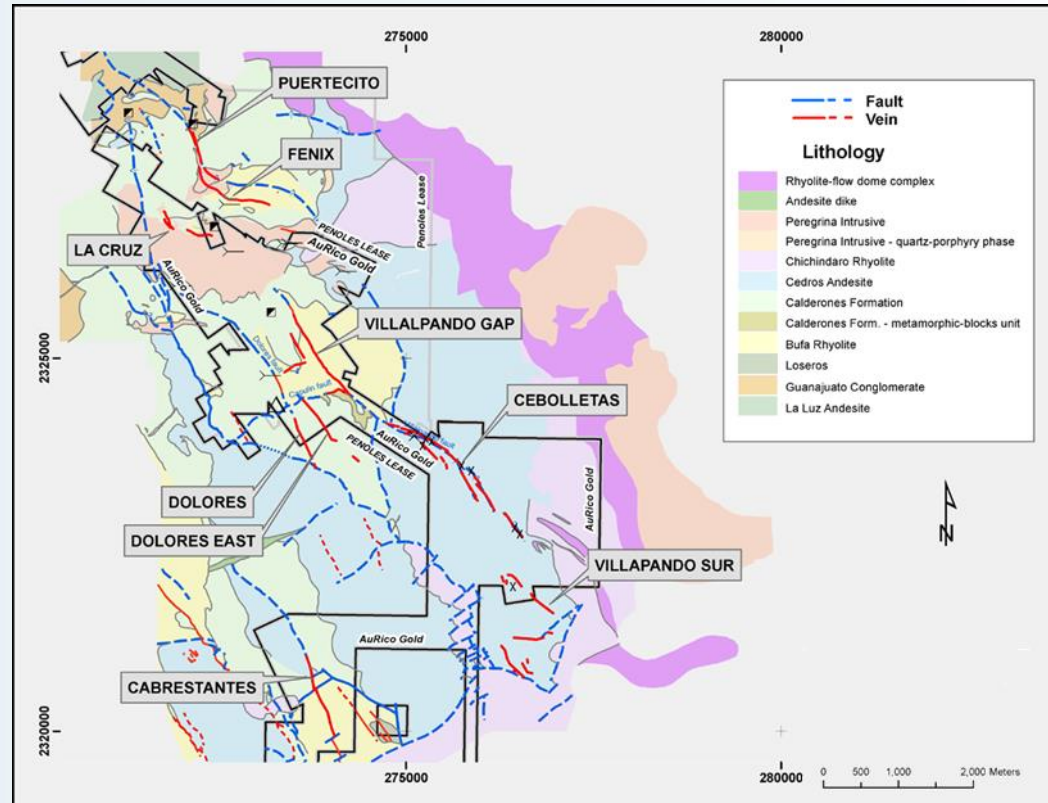 275000
280000
PUERTECITO
FENIX
PENOLES LEASE
AuRico Gold
Penoles Lease
LA CRUZ
AuRico Gold
VILLALPANDO GAP
Dolores fault
Capulin fault
2325000
CEBOLLETAS
fault
AuRico Gold
PENOLES LEASE
AuRico Gold
DOLORES
DOLORES EAST
VILLAPANDO SUR
AuRico Gold
CABRESTANTES
2320000
275000
280000
Fault
Vein
Lithology
Rhyolite-flow dome complex
Andesite dike
Peregrina Intrusive
Peregrina Intrusive - quartz-porphyry phase
Chichindaro Rhyolite
Cedros Andesite
Calderones Formation
Calderones Form. - metamorphic-blocks unit
Bufa Rhyolite
Loseros
Guanajuato Conglomerate
La Luz Andesite
N
0 500 1,000 2,000 Meters